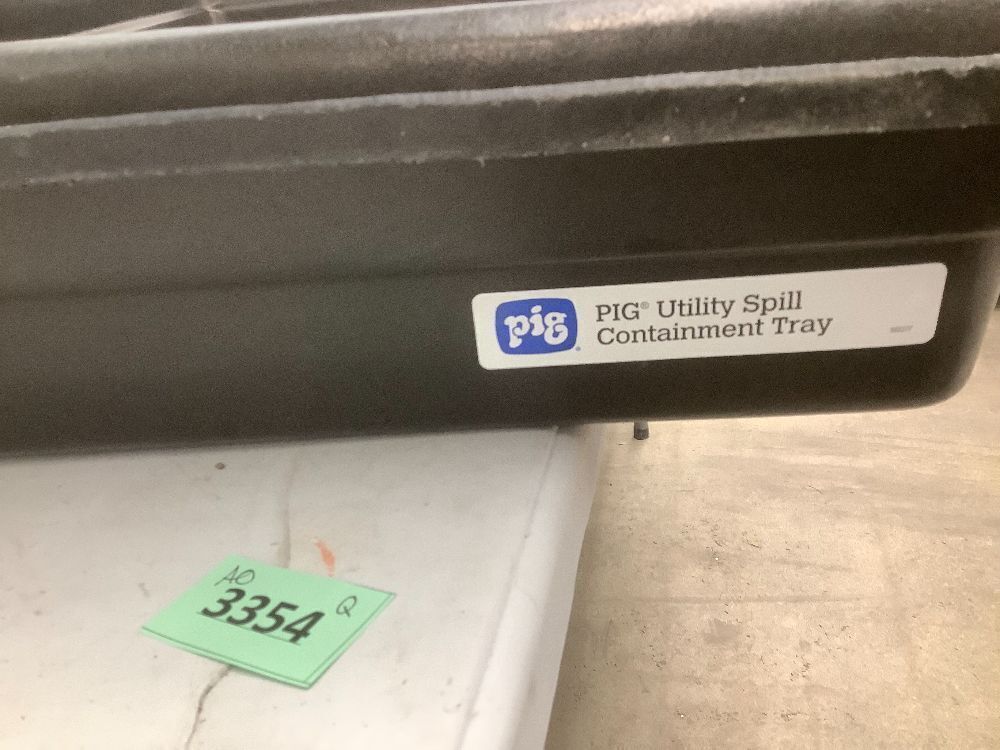 pig
PIG® Utility Spill
Containment Tray
AO
3354 Q